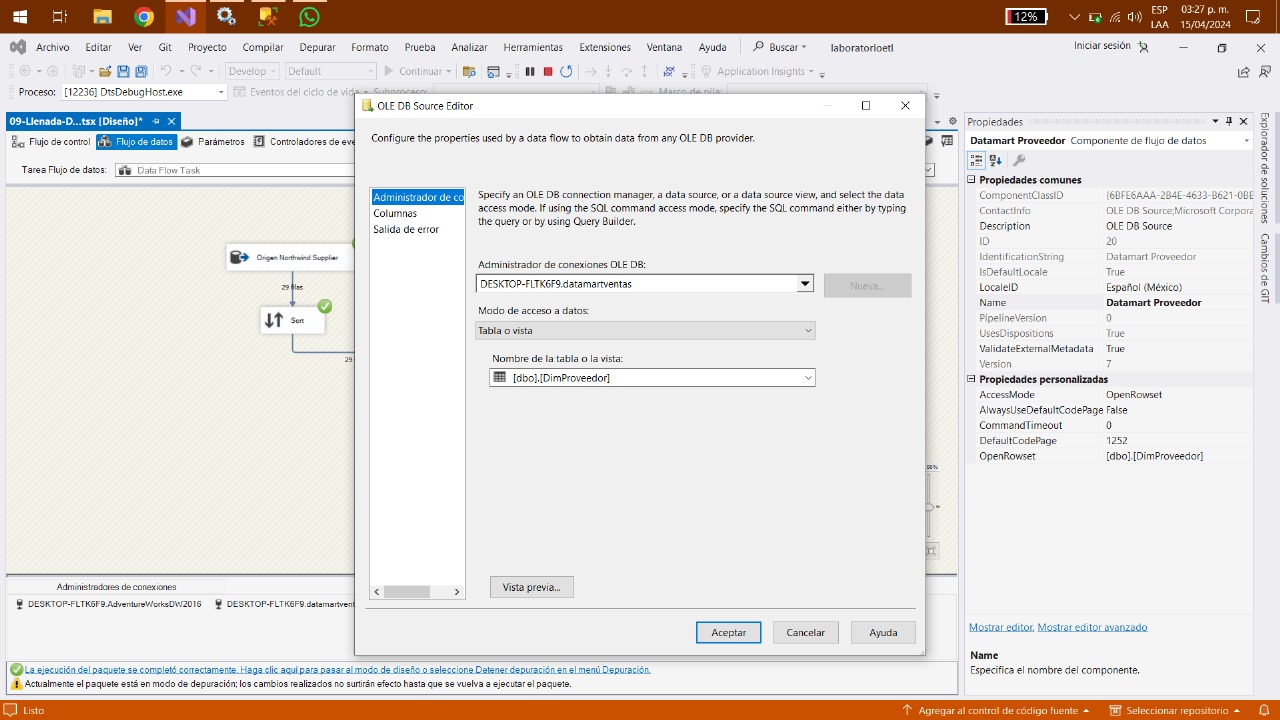 12%
ESP
LAA
03:27 p. m.
15/04/2024
Archivo Editar Ver Git Proyecto Compilar Depurar Formato Prueba Analizar Herramientas Extensiones Ventana Ayuda Buscar laboratorioetl Iniciar sesión
Develop Default Continuar Application Insights
Proceso: [12236] DtsDebugHost.exe Eventos del ciclo de vida Subproceso: Marco de pila:
09-Llenada-D...tsx [Diseño]*
Flujo de control Flujo de datos Parámetros Controladores de eve
Tarea Flujo de datos: Data Flow Task
Origen Northwind Supplier
29 filas
Sort
29
OLE DB Source Editor
Configure the properties used by a data flow to obtain data from any OLE DB provider.
Administrador de co
Columnas
Salida de error
Specify an OLE DB connection manager, a data source, or a data source view, and select the data
access mode. If using the SQL command access mode, specify the SQL command either by typing
the query or by using Query Builder.
Administrador de conexiones OLE DB:
DESKTOP-FLTK6F9.datamartventas
Nueva...
Modo de acceso a datos:
Tabla o vista
Nombre de la tabla o la vista:
[dbo].[DimProveedor]
Vista previa...
Aceptar Cancelar Ayuda
Administradores de conexiones
DESKTOP-FLTK6F9.AdventureWorksDW2016 DESKTOP-FLTK6F9.datamartvent
La ejecución del paquete se completó correctamente. Haga clic aquí para pasar al modo de diseño o seleccione Detener depuración en el menú Depuración.
Actualmente el paquete está en modo de depuración; los cambios realizados no surtirán efecto hasta que se vuelva a ejecutar el paquete.
Propiedades
Datamart Proveedor Componente de flujo de datos
Propiedades comunes
ComponentClassID {6BFE6AAA-2B4E-4633-B621-0BE
ContactInfo OLE DB Source;Microsoft Corpora
Description OLE DB Source
ID 20
IdentificationString Datamart Proveedor
IsDefaultLocale True
LocaleID Español (México)
Name Datamart Proveedor
PipelineVersion 0
UsesDispositions True
ValidateExternalMetadata True
Version 7
Propiedades personalizadas
AccessMode OpenRowset
AlwaysUseDefaultCodePage False
CommandTimeout 0
DefaultCodePage 1252
OpenRowset [dbo].[DimProveedor]
Mostrar editor, Mostrar editor avanzado
Name
Especifica el nombre del componente.
Explorador de soluciones
Cambios de GIT
Listo
Agregar al control de código fuente
Seleccionar repositorio